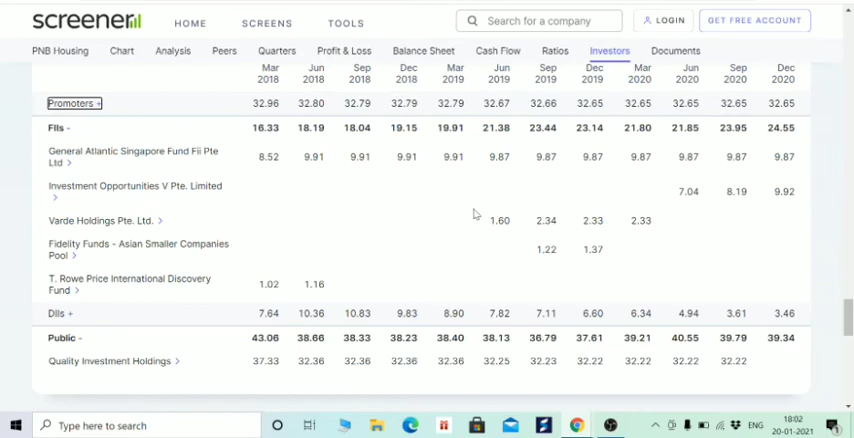 screener
HOME SCREENS TOOLS
Search for a company
LOGIN
GET FREE ACCOUNT
PNB Housing Chart Analysis Peers Quarters Profit & Loss Balance Sheet Cash Flow Ratios Investors Documents
Mar Jun Sep Dec Mar Jun Sep Dec Mar Jun Sep Dec
2018 2018 2018 2018 2019 2019 2019 2019 2020 2020 2020 2020
Promoters + 32.96 32.80 32.79 32.79 32.79 32.67 32.66 32.65 32.65 32.65 32.65 32.65
FIIs - 16.33 18.19 18.04 19.15 19.91 21.38 23.44 23.14 21.80 21.85 23.95 24.55
General Atlantic Singapore Fund Fii Pte
Ltd > 8.52 9.91 9.91 9.91 9.91 9.87 9.87 9.87 9.87 9.87 9.87 9.87
Investment Opportunities V Pte. Limited
> 7.04 8.19 9.92
Varde Holdings Pte. Ltd. > 1.60 2.34 2.33 2.33
Fidelity Funds - Asian Smaller Companies
Pool > 1.22 1.37
T. Rowe Price International Discovery
Fund > 1.02 1.16
DIIs + 7.64 10.36 10.83 9.83 8.90 7.82 7.11 6.60 6.34 4.94 3.61 3.46
Public - 43.06 38.66 38.33 38.23 38.40 38.13 36.79 37.61 39.21 40.55 39.79 39.34
Quality Investment Holdings > 37.33 32.36 32.36 32.36 32.36 32.25 32.23 32.22 32.22 32.22 32.22
Type here to search
ENG
18:02
20-01-2021